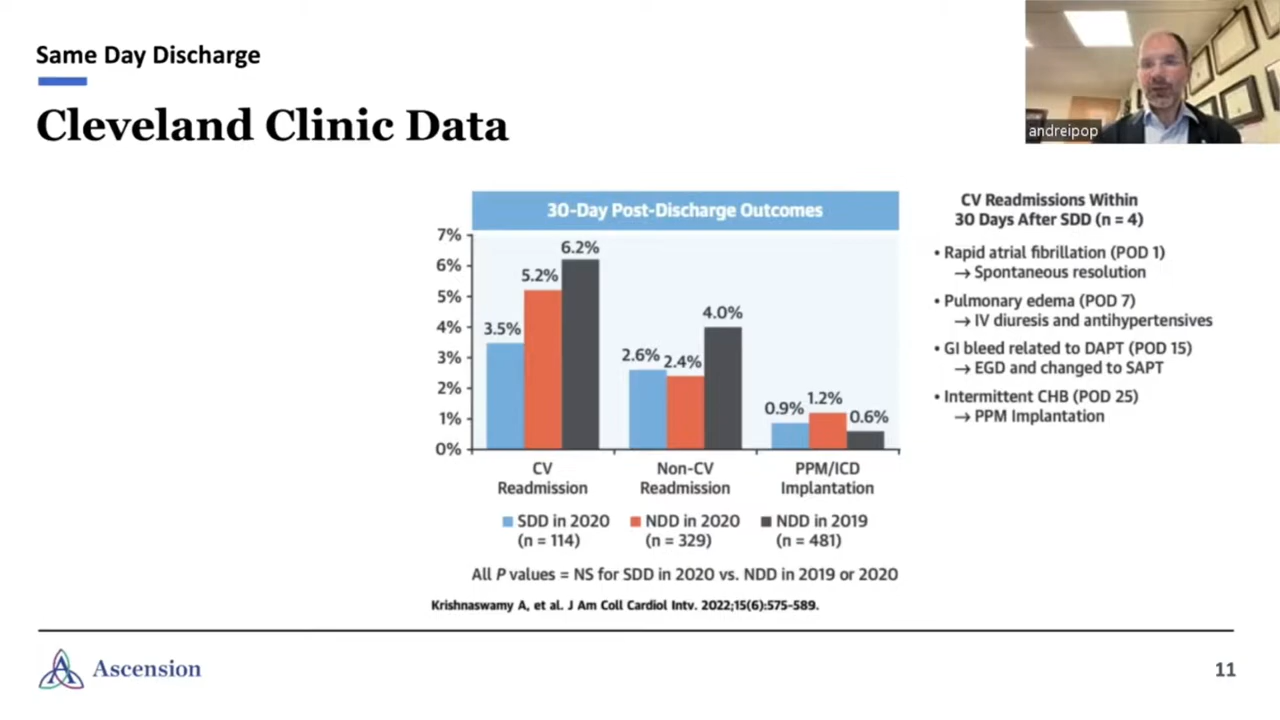 Same Day Discharge
Cleveland Clinic Data
andreipop
30-Day Post-Discharge Outcomes
7%
6%
5%
4%
3%
2%
1%
0%
3.5%
5.2%
6.2%
2.6%
2.4%
4.0%
0.9%
1.2%
0.6%
CV
Readmission
Non-CV
Readmission
PPM/ICD
Implantation
SDD in 2020
(n = 114)
NDD in 2020
(n = 329)
NDD in 2019
(n = 481)
All P values = NS for SDD in 2020 vs. NDD in 2019 or 2020
Krishnaswamy A, et al. J Am Coll Cardiol Intv. 2022;15(6):575-589.
CV Readmissions Within
30 Days After SDD (n = 4)
• Rapid atrial fibrillation (POD 1)
→ Spontaneous resolution
• Pulmonary edema (POD 7)
→ IV diuresis and antihypertensives
• GI bleed related to DAPT (POD 15)
→ EGD and changed to SAPT
• Intermittent CHB (POD 25)
→ PPM Implantation
Ascension
11